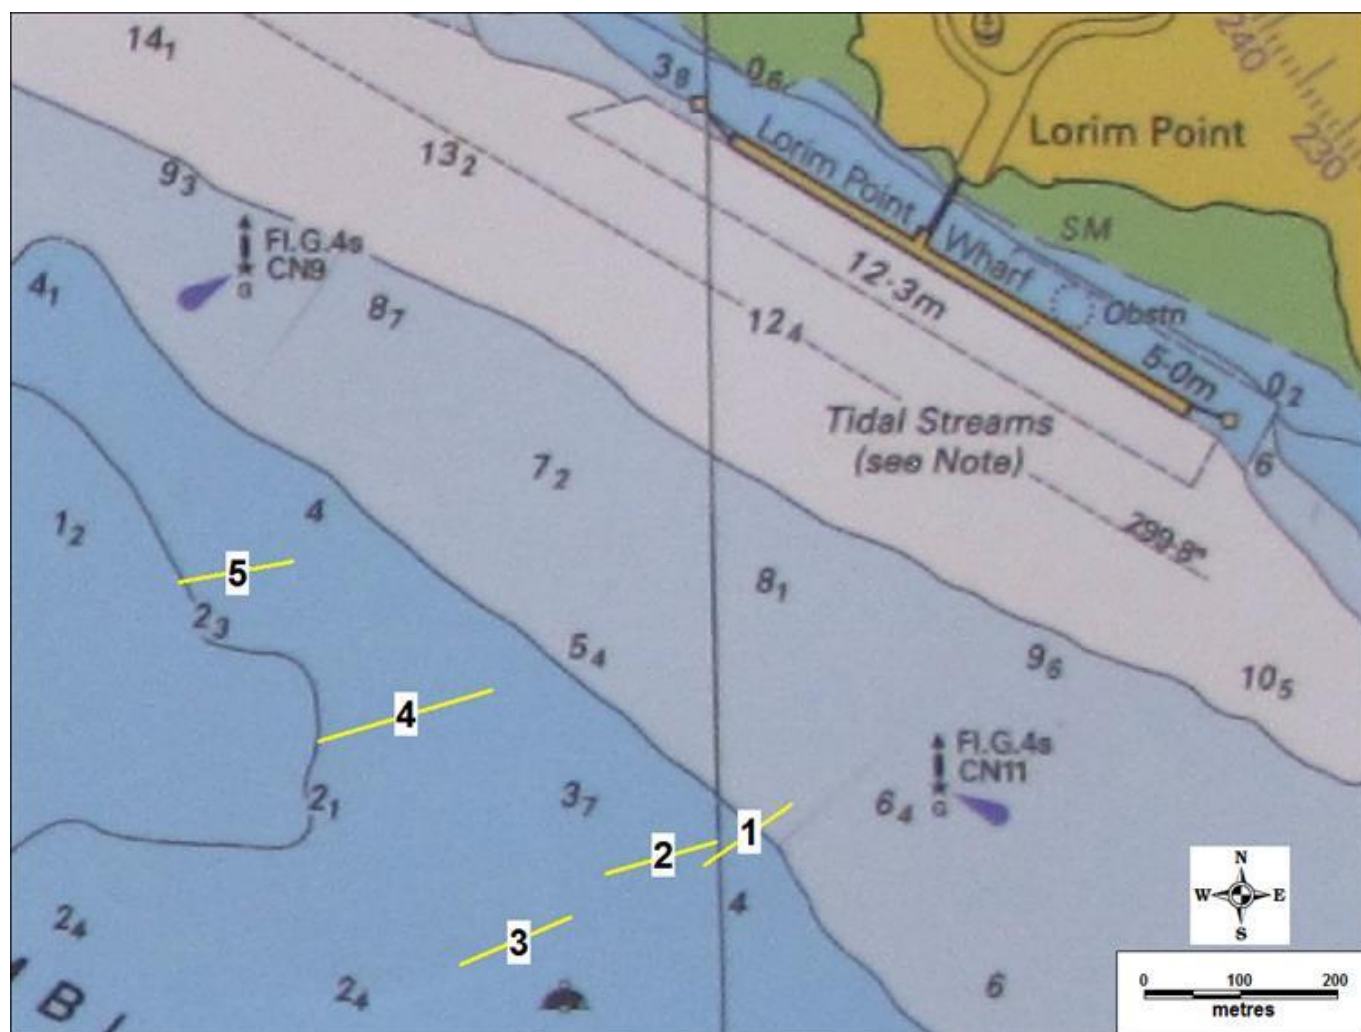 14₁
3₈
0₆
240
230
Lorim Point
13₂
Lorim Point Wharf
9₃
Fl.G.4s
CN9
G
SM
12·3m
Obstn
4₁
8₇
12₄
5·0m
0₂
Tidal Streams
(see Note)
6
7₂
4
1₂
299·8°
5
8₁
2₃
5₄
9₆
10₅
4
Fl.G.4s
CN11
G
2₁
3₇
6₄
1
2
4
3
2₄
2₄
6
M B I
N
W E
S
0 100 200
metres